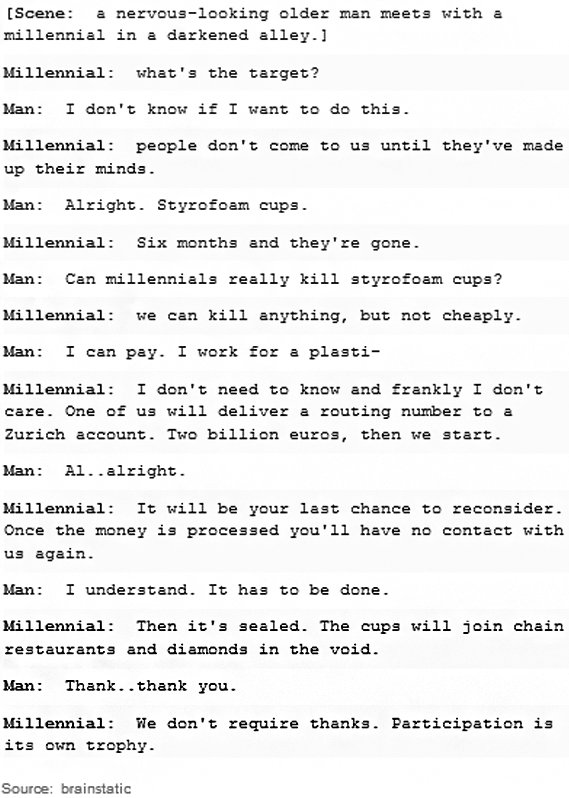 [Scene: a nervous-looking older man meets with a
millennial in a darkened alley.]
Millennial: what's the target?
Man: I don't know if I want to do this.
Millennial: people don't come to us until they've made
up their minds.
Man: Alright. Styrofoam cups.
Millennial: Six months and they're gone.
Man: Can millennials really kill styrofoam cups?
Millennial: we can kill anything, but not cheaply.
Man: I can pay. I work for a plasti-
Millennial: I don't need to know and frankly I don't
care. One of us will deliver a routing number to a
Zurich account. Two billion euros, then we start.
Man: Al..alright.
Millennial: It will be your last chance to reconsider.
Once the money is processed you'll have no contact with
us again.
Man: I understand. It has to be done.
Millennial: Then it's sealed. The cups will join chain
restaurants and diamonds in the void.
Man: Thank..thank you.
Millennial: We don't require thanks. Participation is
its own trophy.
Source: brainstatic